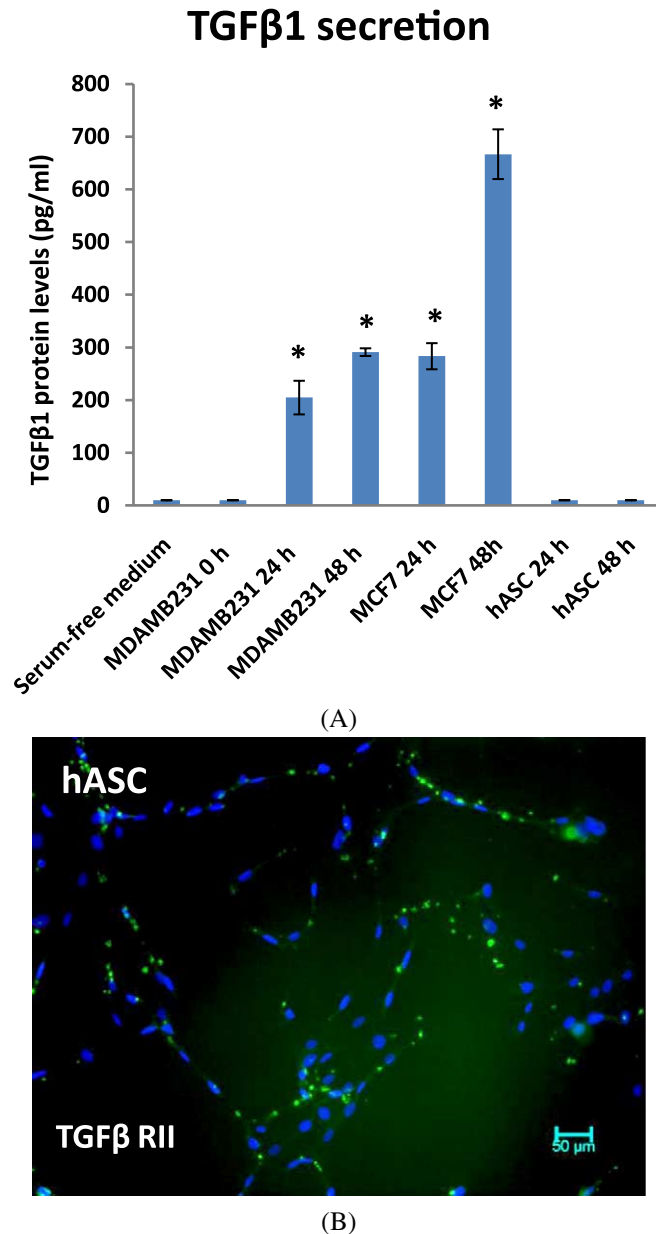 TGFβ1 secretion
TGFβ1 protein levels (pg/ml)
800
700
600
500
400
300
200
100
0
* * * * *
Serum-free medium
MDAMB231 0 h
MDAMB231 24 h
MDAMB231 48 h
MCF7 24 h
MCF7 48h
hASC 24 h
hASC 48 h
(A)
hASC
TGFβ RII
50 µm
(B)